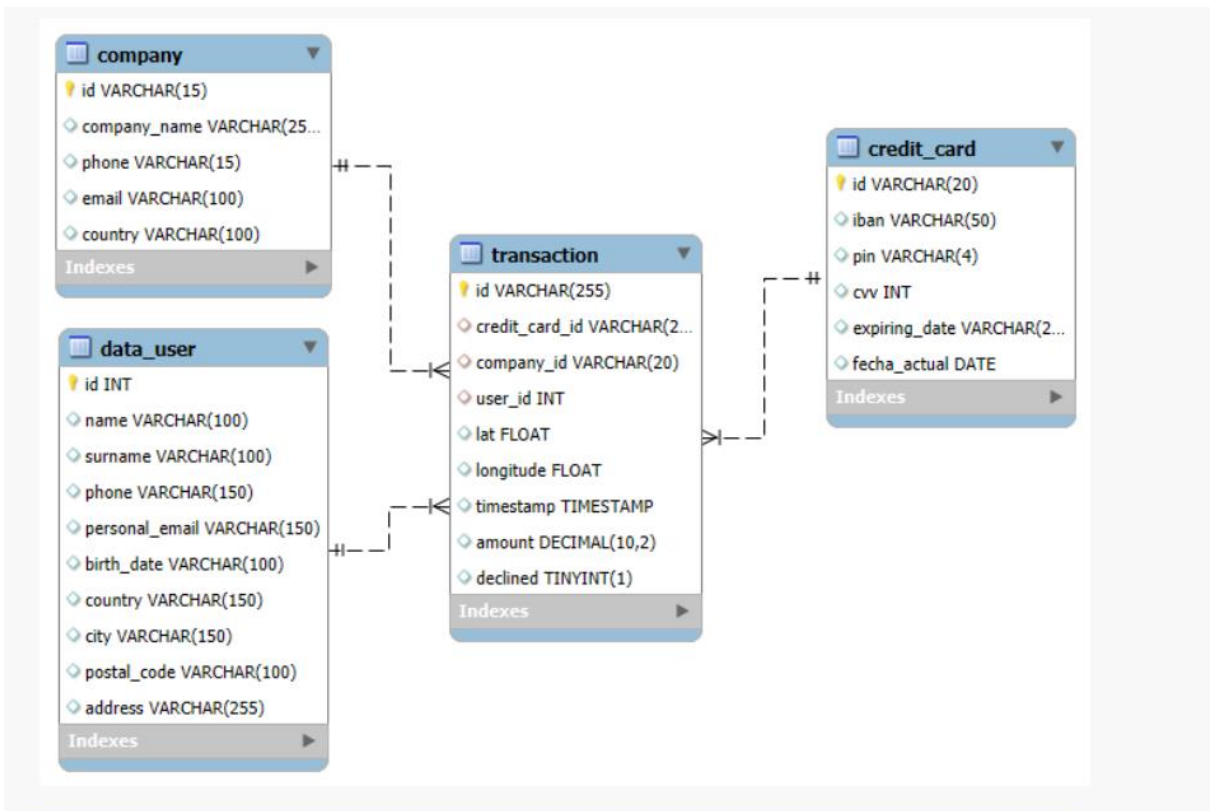 company
id VARCHAR(15)
company_name VARCHAR(25...
phone VARCHAR(15)
email VARCHAR(100)
country VARCHAR(100)
Indexes
data_user
id INT
name VARCHAR(100)
surname VARCHAR(100)
phone VARCHAR(150)
personal_email VARCHAR(150)
birth_date VARCHAR(100)
country VARCHAR(150)
city VARCHAR(150)
postal_code VARCHAR(100)
address VARCHAR(255)
Indexes
transaction
id VARCHAR(255)
credit_card_id VARCHAR(2...
company_id VARCHAR(20)
user_id INT
lat FLOAT
longitude FLOAT
timestamp TIMESTAMP
amount DECIMAL(10,2)
declined TINYINT(1)
Indexes
credit_card
id VARCHAR(20)
iban VARCHAR(50)
pin VARCHAR(4)
cvv INT
expiring_date VARCHAR(2...
fecha_actual DATE
Indexes